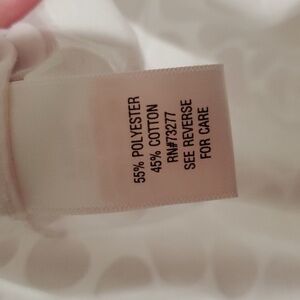 55% POLYESTER
45% COTTON
RN#73277
SEE REVERSE
FOR CARE